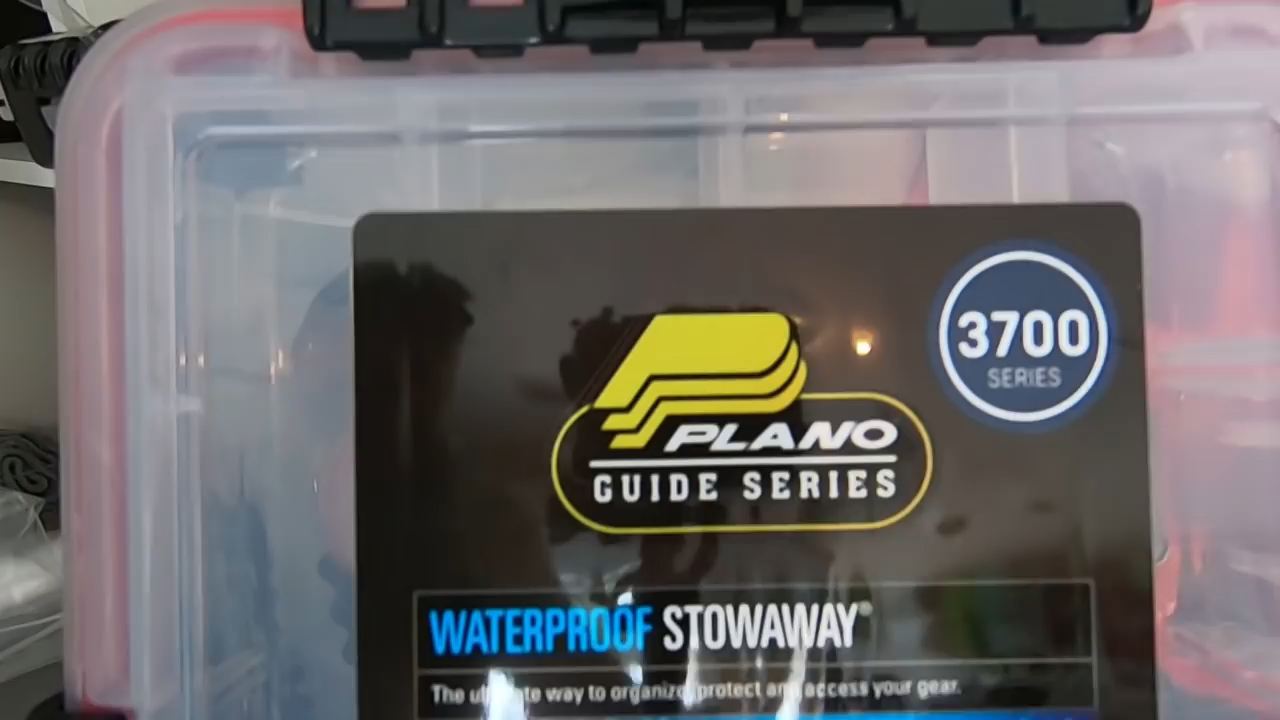 3700
SERIES
PLANO
GUIDE SERIES
WATERPROOF STOWAWAY®
The ultimate way to organize protect and access your gear.